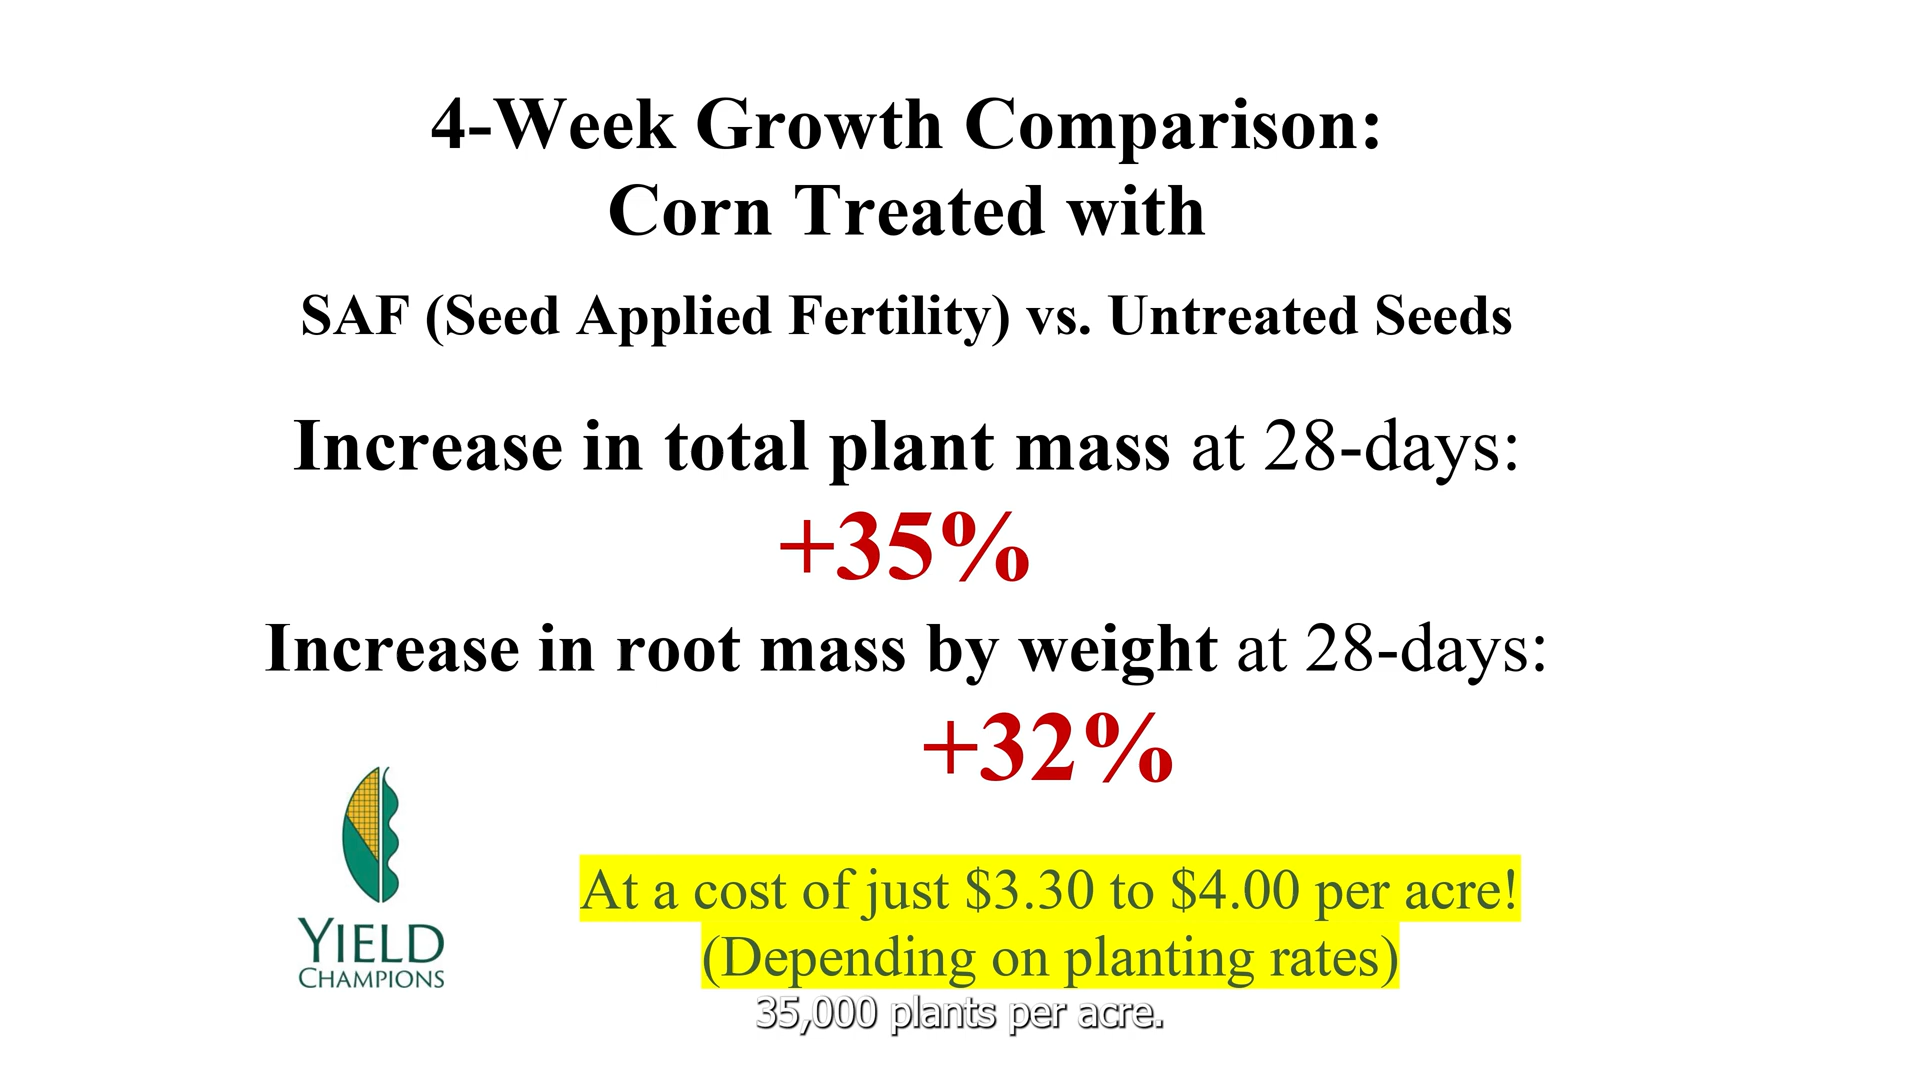 4-Week Growth Comparison:
Corn Treated with
SAF (Seed Applied Fertility) vs. Untreated Seeds
Increase in total plant mass at 28-days:
+35%
Increase in root mass by weight at 28-days:
+32%
YIELD
CHAMPIONS
At a cost of just $3.30 to $4.00 per acre!
(Depending on planting rates)
35,000 plants per acre.